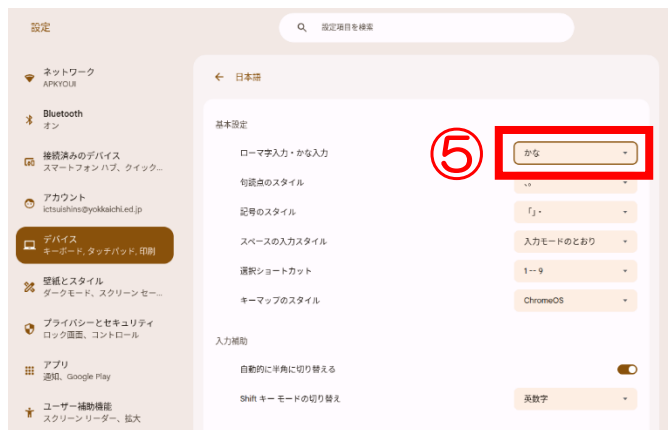 設定
設定項目を検索
ネットワーク
APKYOUI
Bluetooth
オン
接続済みのデバイス
スマートフォン ハブ、クイック...
アカウント
ictsuishins@yokkaichi.ed.jp
デバイス
キーボード, タッチパッド, 印刷
壁紙とスタイル
ダークモード、スクリーン セー...
プライバシーとセキュリティ
ロック画面、コントロール
アプリ
通知、Google Play
ユーザー補助機能
スクリーン リーダー、拡大
日本語
基本設定
⑤
ローマ字入力・かな入力 かな
句読点のスタイル 、。
記号のスタイル 「」・
スペースの入力スタイル 入力モードのとおり
選択ショートカット 1 -- 9
キーマップのスタイル ChromeOS
入力補助
自動的に半角に切り替える
Shift キー モードの切り替え 英数字